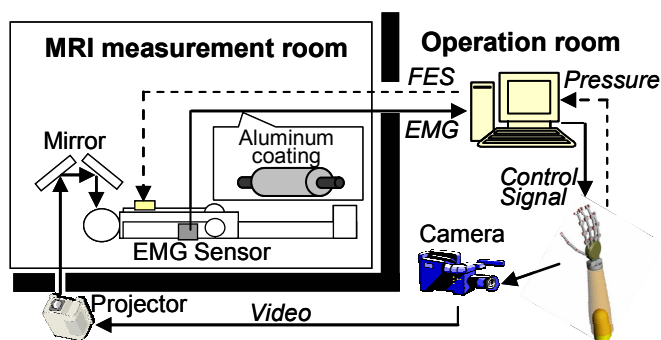 MRI measurement room
Operation room
FES
Pressure
EMG
Mirror
Aluminum
coating
Control
Signal
EMG Sensor
Camera
Projector
Video